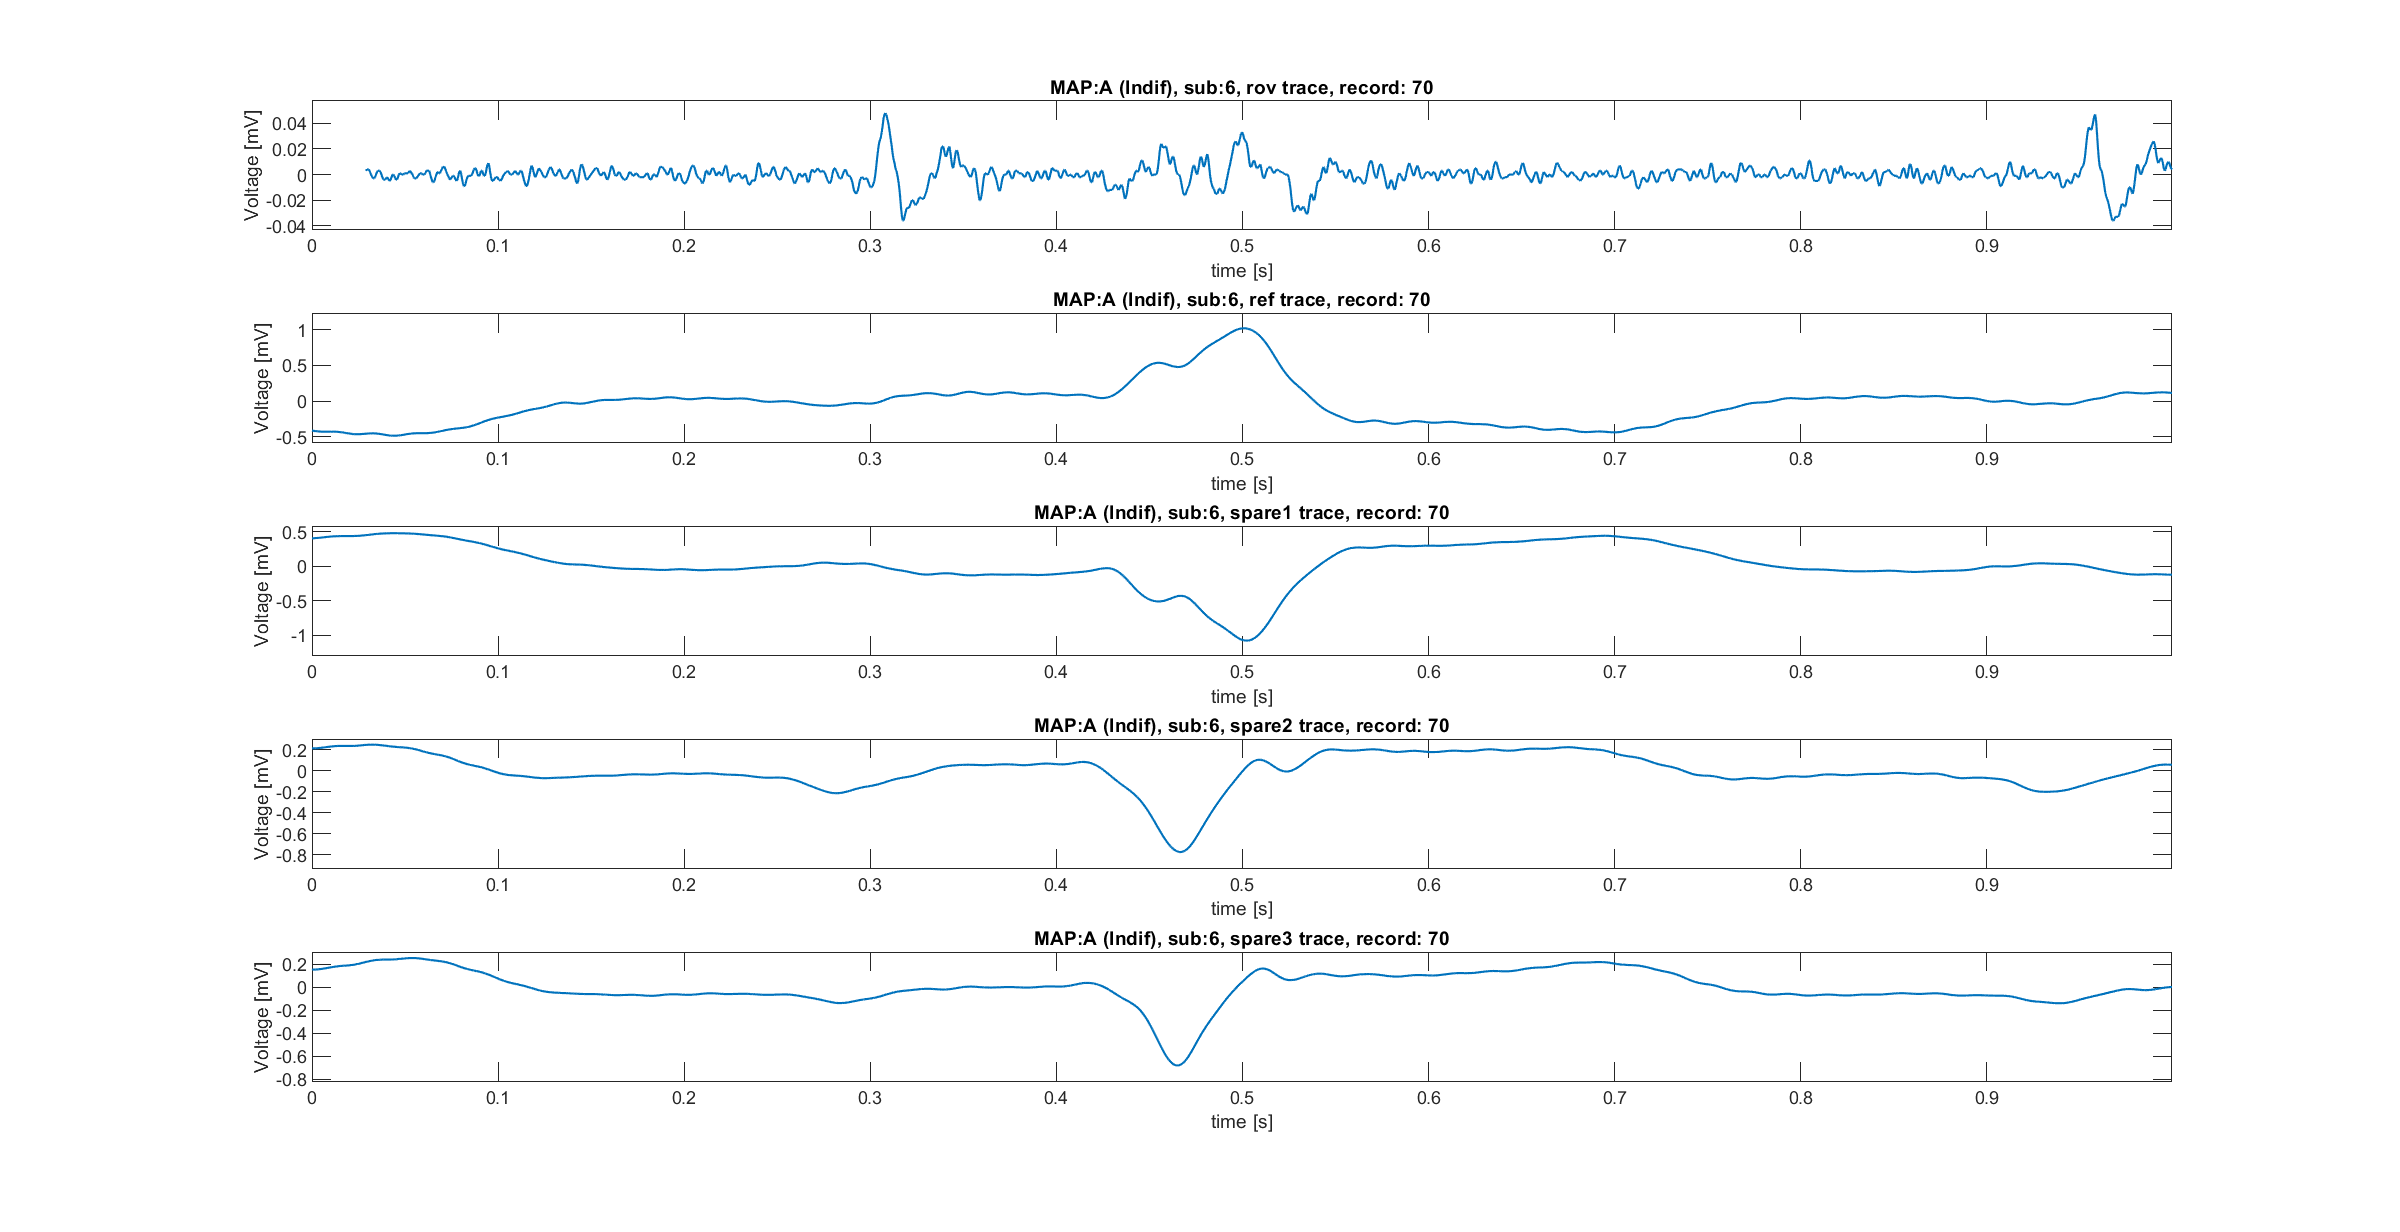 MAP:A (Indif), sub:6, rov trace, record: 70
Voltage [mV]
0.04
0.02
0
-0.02
-0.04
0 0.1 0.2 0.3 0.4 0.5 0.6 0.7 0.8 0.9
time [s]
MAP:A (Indif), sub:6, ref trace, record: 70
Voltage [mV]
1
0.5
0
-0.5
0 0.1 0.2 0.3 0.4 0.5 0.6 0.7 0.8 0.9
time [s]
MAP:A (Indif), sub:6, spare1 trace, record: 70
Voltage [mV]
0.5
0
-0.5
-1
0 0.1 0.2 0.3 0.4 0.5 0.6 0.7 0.8 0.9
time [s]
MAP:A (Indif), sub:6, spare2 trace, record: 70
Voltage [mV]
0.2
0
-0.2
-0.4
-0.6
-0.8
0 0.1 0.2 0.3 0.4 0.5 0.6 0.7 0.8 0.9
time [s]
MAP:A (Indif), sub:6, spare3 trace, record: 70
Voltage [mV]
0.2
0
-0.2
-0.4
-0.6
-0.8
0 0.1 0.2 0.3 0.4 0.5 0.6 0.7 0.8 0.9
time [s]